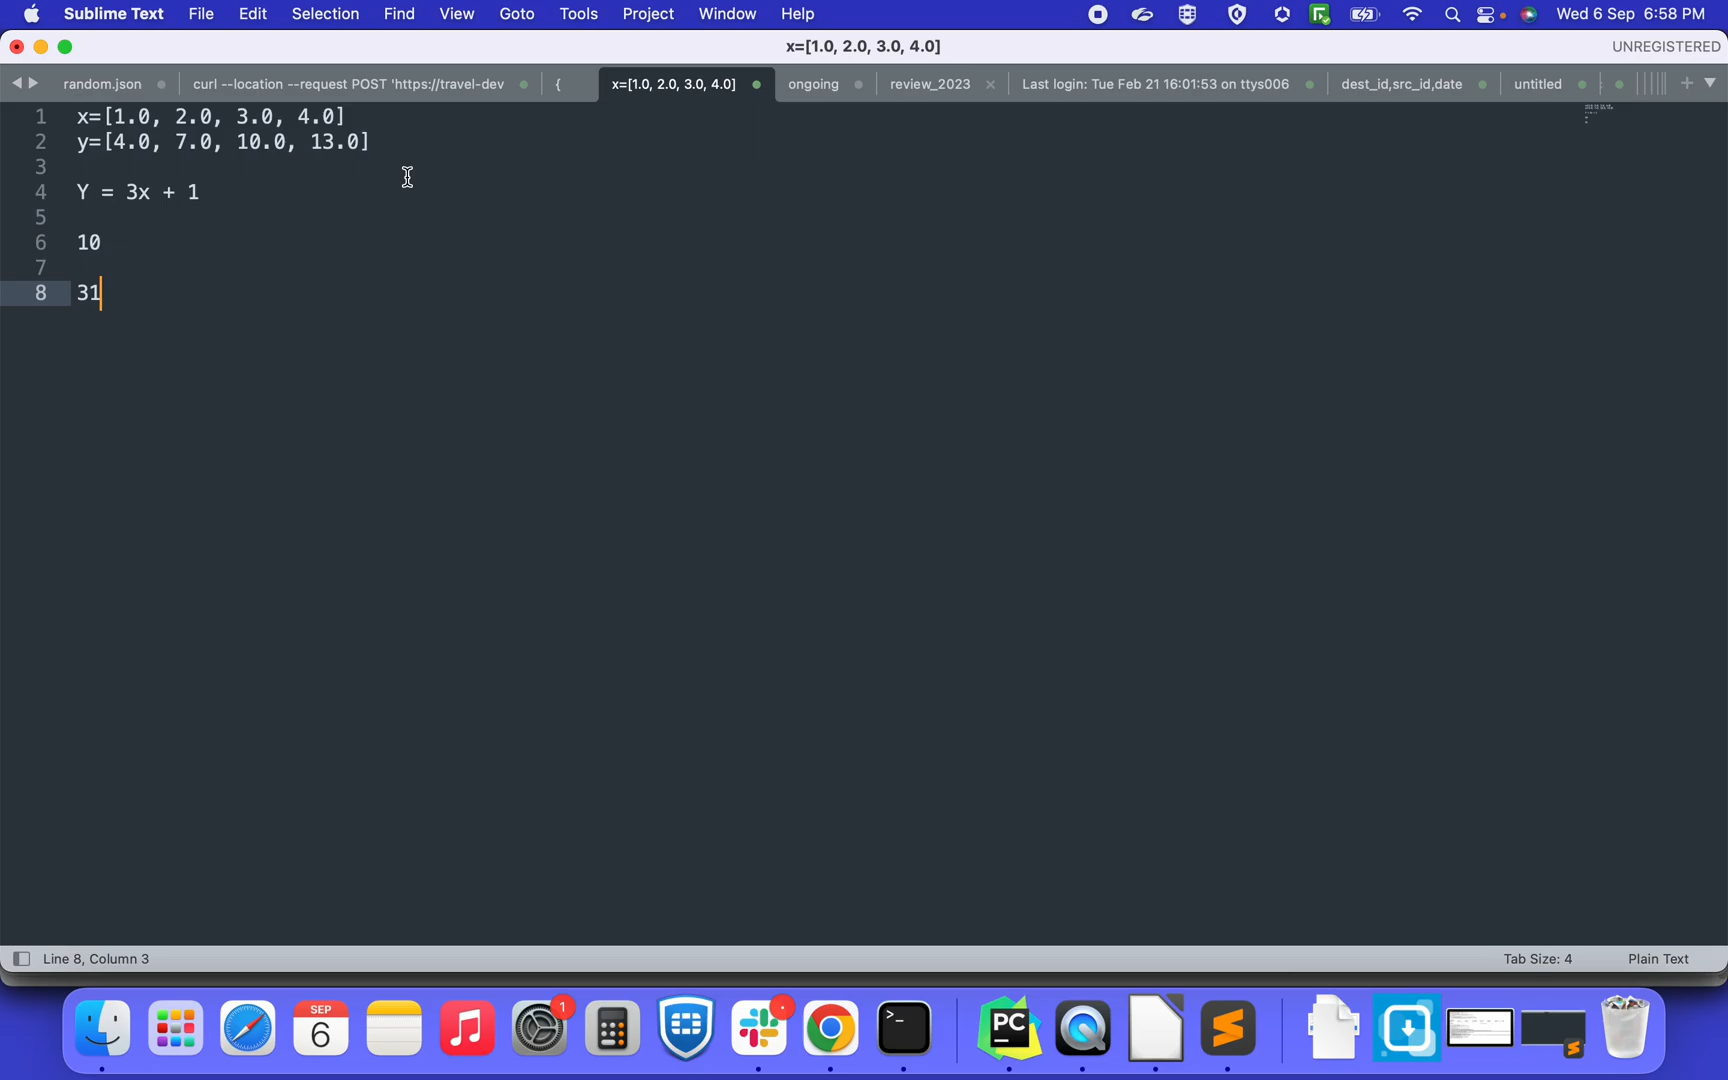 Sublime Text File Edit Selection Find View Goto Tools Project Window Help Wed 6 Sep 6:58 PM
x=[1.0, 2.0, 3.0, 4.0] UNREGISTERED
random.json curl --location --request POST 'https://travel-dev { x=[1.0, 2.0, 3.0, 4.0] ongoing review_2023 Last login: Tue Feb 21 16:01:53 on ttys006 dest_id,src_id,date untitled
1 x=[1.0, 2.0, 3.0, 4.0]
2 y=[4.0, 7.0, 10.0, 13.0]
3
4 Y = 3x + 1
5
6 10
7
8 31
Line 8, Column 3 Tab Size: 4 Plain Text
SEP
6
1
PC